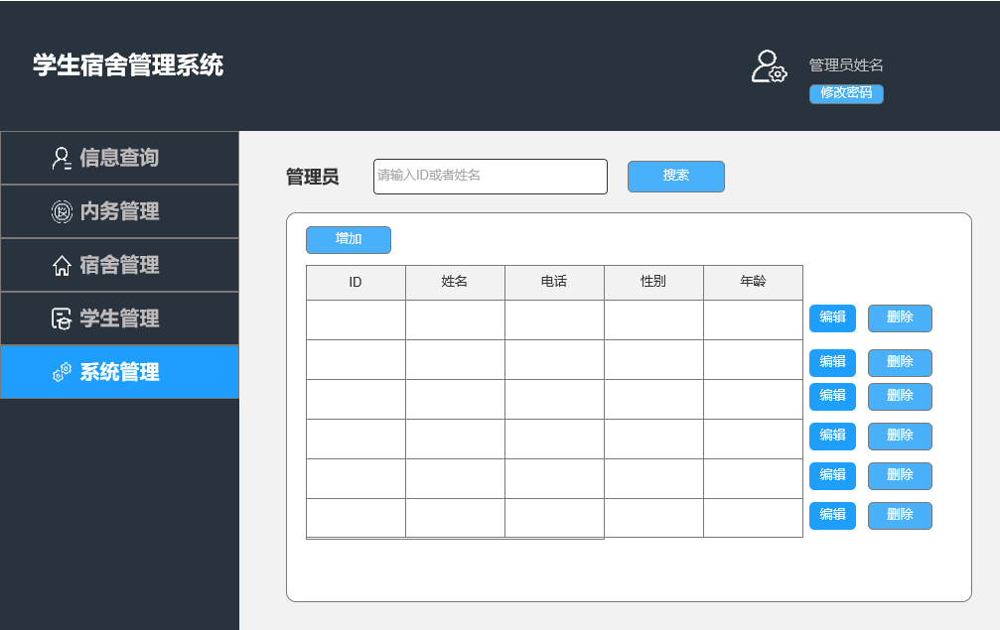 学生宿舍管理系统
管理员姓名
修改密码
信息查询
内务管理
宿舍管理
学生管理
系统管理
管理员 请输入ID或者姓名 搜索
增加
ID 姓名 电话 性别 年龄
编辑 删除
编辑 删除
编辑 删除
编辑 删除
编辑 删除
编辑 删除